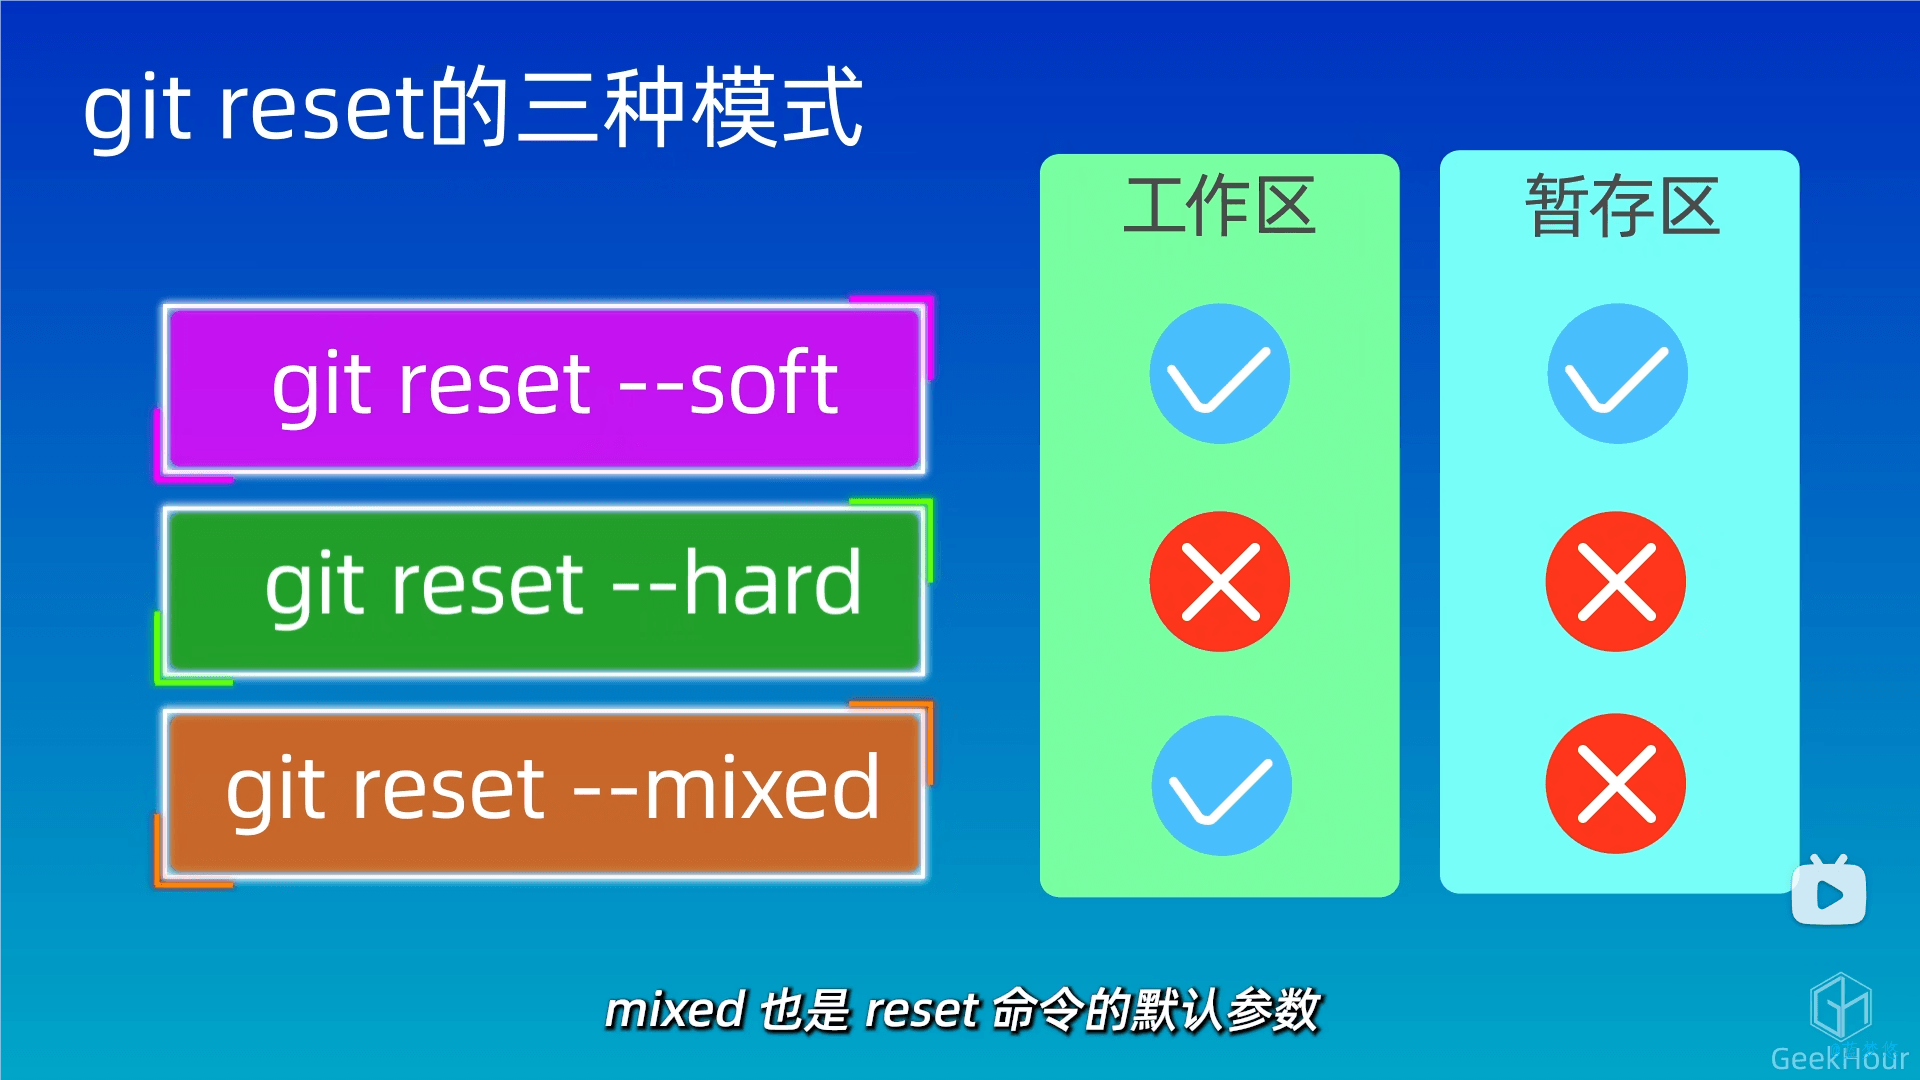 git reset的三种模式
工作区
暂存区
git reset --soft
git reset --hard
git reset --mixed
mixed 也是 reset 命令的默认参数
GeekHour